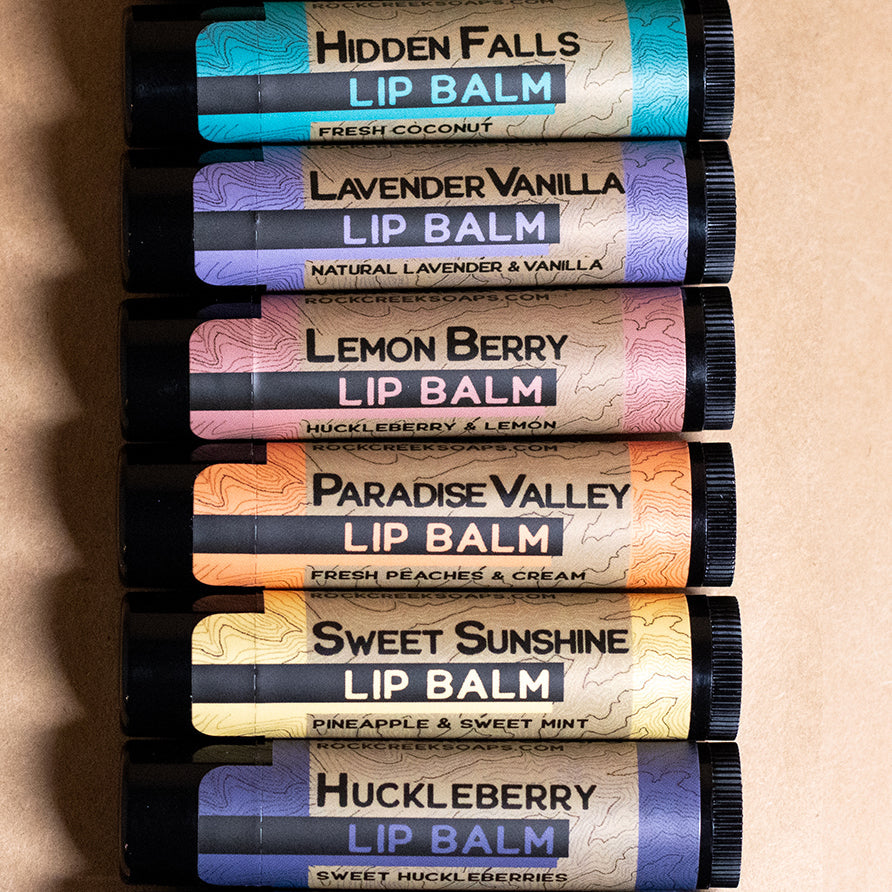 ROCKCREEKSOAPS.COM
HIDDEN FALLS
LIP BALM
FRESH COCONUT
LAVENDER VANILLA
LIP BALM
NATURAL LAVENDER & VANILLA
ROCKCREEKSOAPS.COM
LEMON BERRY
LIP BALM
HUCKLEBERRY & LEMON
ROCKCREEKSOAPS.COM
PARADISE VALLEY
LIP BALM
FRESH PEACHES & CREAM
ROCKCREEKSOAPS.COM
SWEET SUNSHINE
LIP BALM
PINEAPPLE & SWEET MINT
ROCKCREEKSOAPS.COM
HUCKLEBERRY
LIP BALM
SWEET HUCKLEBERRIES